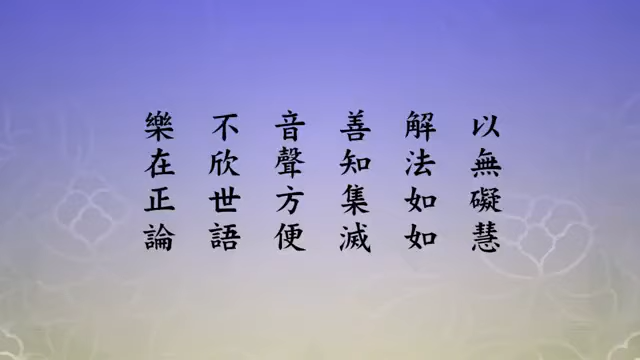 以無礙慧
解法如如
善知集滅
音聲方便
不欣世語
樂在正論